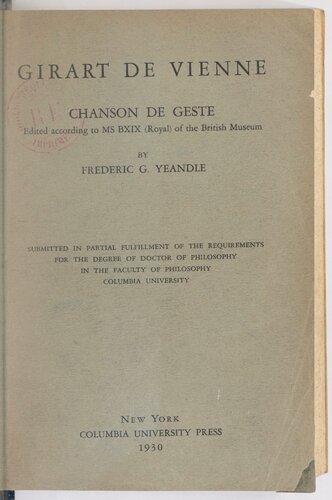 GIRART DE VIENNE
CHANSON DE GESTE
Edited according to MS BXIX (Royal) of the British Museum
BY
FREDERIC G. YEANDLE
SUBMITTED IN PARTIAL FULFILLMENT OF THE REQUIREMENTS
FOR THE DEGREE OF DOCTOR OF PHILOSOPHY
IN THE FACULTY OF PHILOSOPHY
COLUMBIA UNIVERSITY
NEW YORK
COLUMBIA UNIVERSITY PRESS
1930